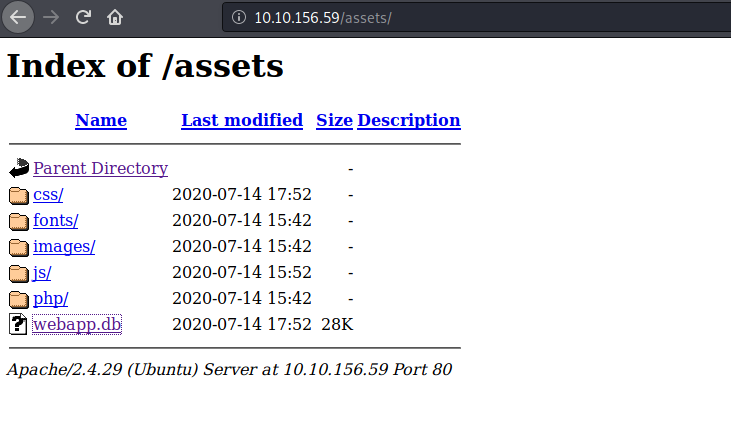 10.10.156.59/assets/
Index of /assets
Name Last modified Size Description
Parent Directory -
css/ 2020-07-14 17:52 -
fonts/ 2020-07-14 15:42 -
images/ 2020-07-14 15:42 -
js/ 2020-07-14 15:52 -
php/ 2020-07-14 15:42 -
webapp.db 2020-07-14 17:52 28K
Apache/2.4.29 (Ubuntu) Server at 10.10.156.59 Port 80